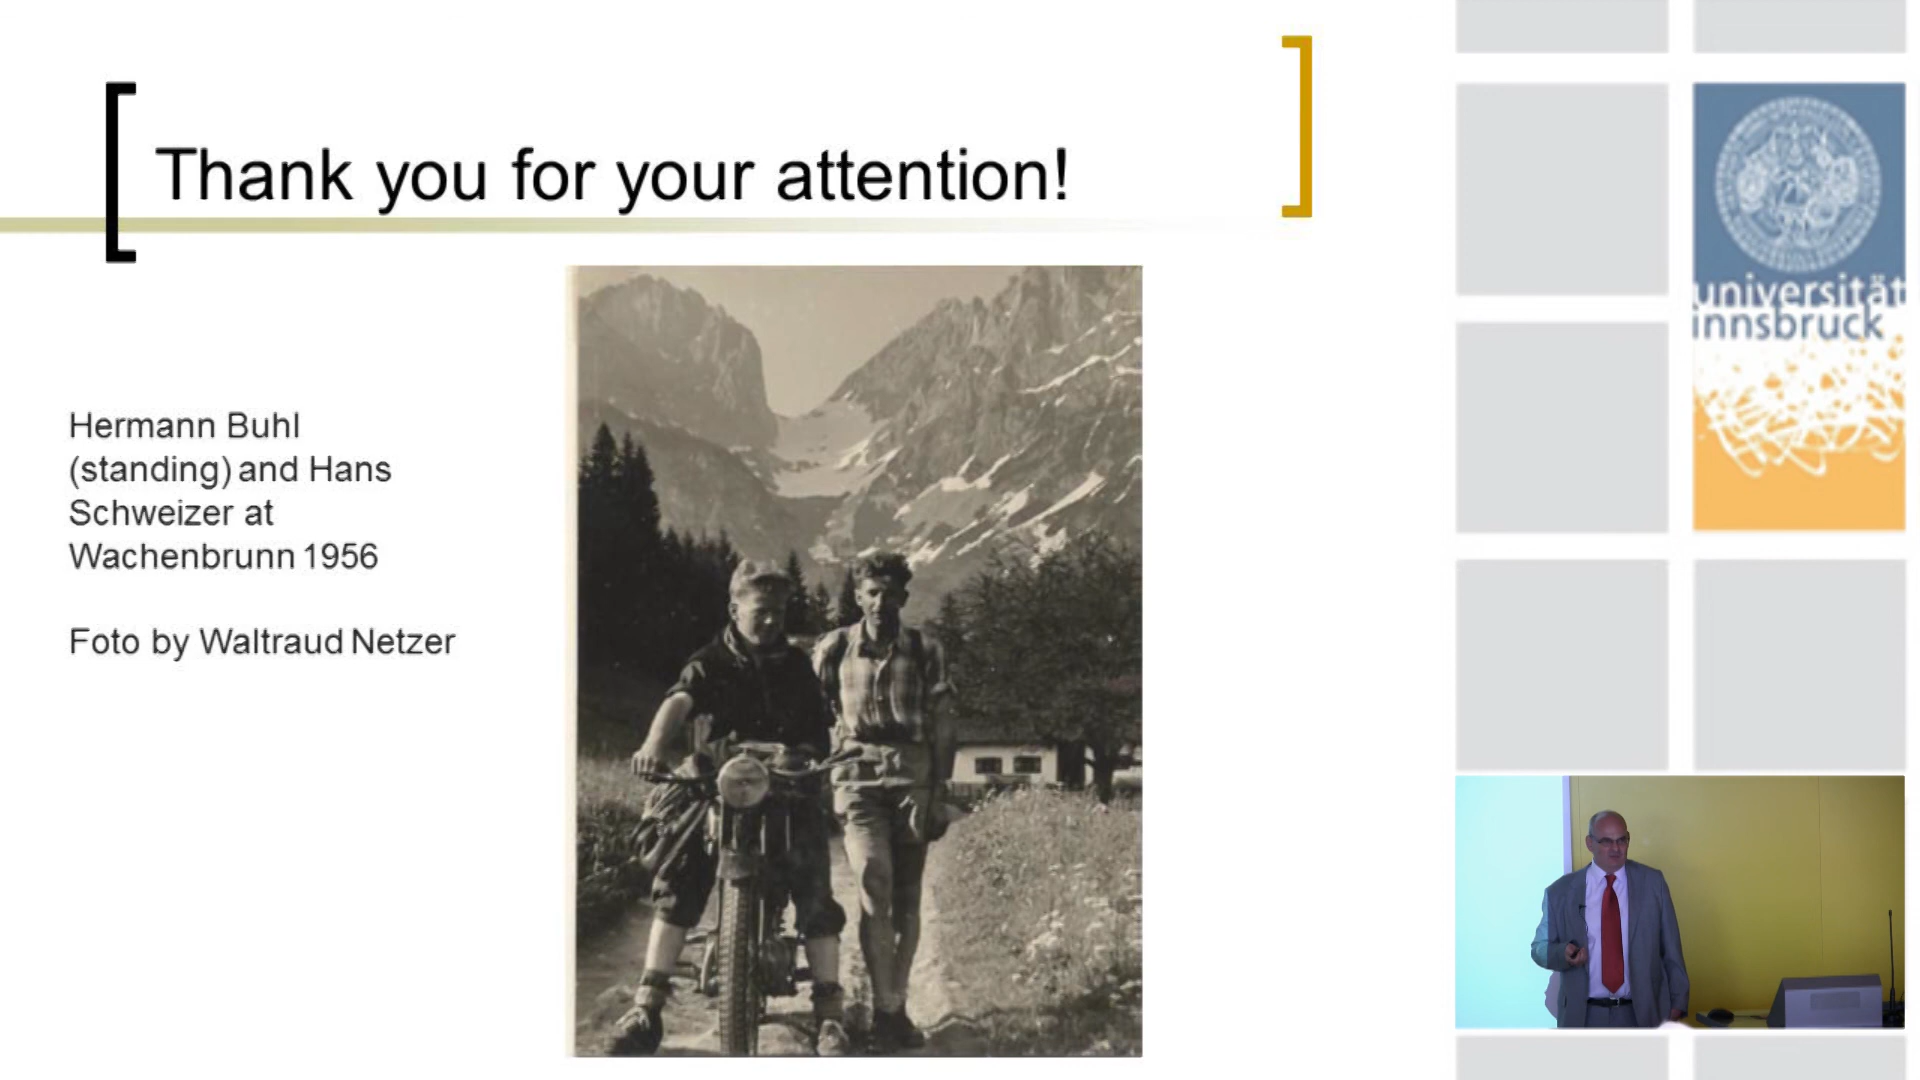 Thank you for your attention!
Hermann Buhl
(standing) and Hans
Schweizer at
Wachenbrunn 1956
Foto by Waltraud Netzer
universität
innsbruck